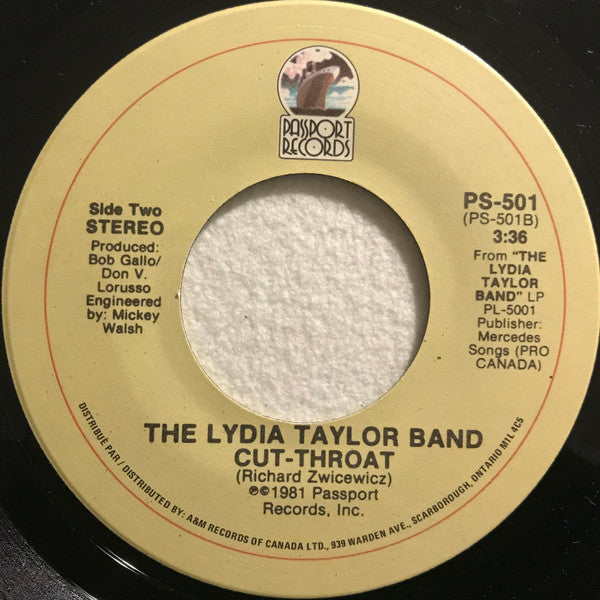 PASSPORT
RECORDS
Side Two
STEREO
Produced:
Bob Gallo/
Don V.
Lorusso
Engineered
by: Mickey
Walsh
PS-501
(PS-501B)
3:36
From "THE
LYDIA
TAYLOR
BAND" LP
PL-5001
Publisher:
Mercedes
Songs (PRO
CANADA)
THE LYDIA TAYLOR BAND
CUT-THROAT
(Richard Zwicewicz)
℗©1981 Passport
Records, Inc.
DISTRIBUÉ PAR / DISTRIBUTED BY: A&M RECORDS OF CANADA LTD., 939 WARDEN AVE., SCARBOROUGH, ONTARIO M1L 4C5